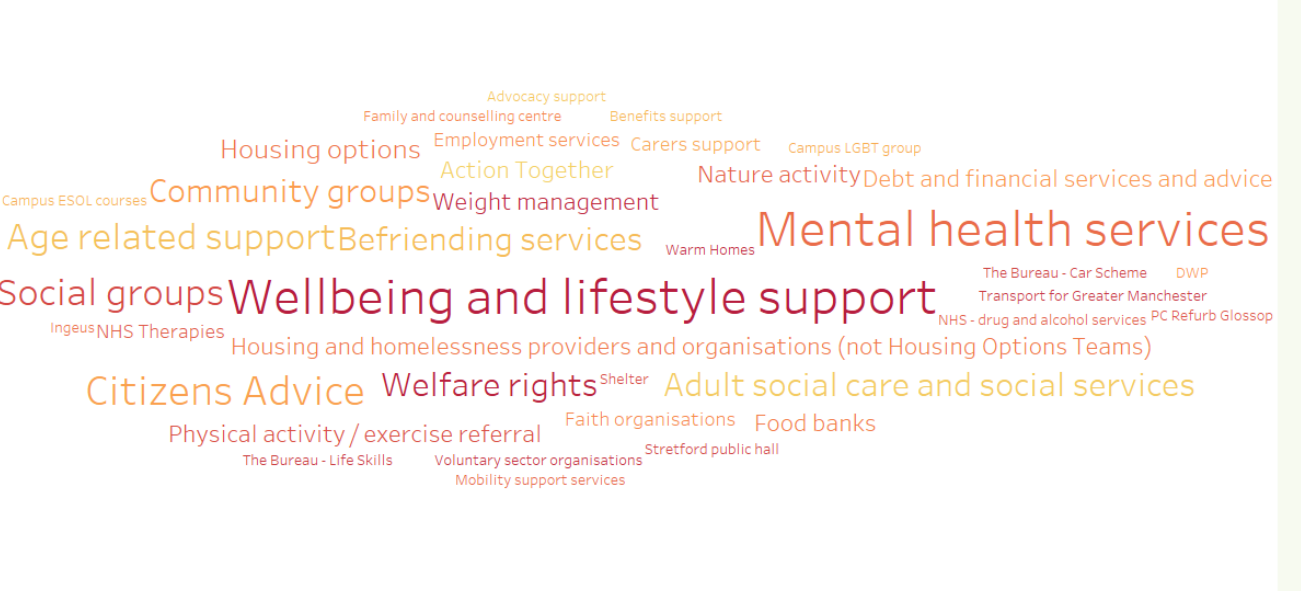 Advocacy support
Family and counselling centre
Benefits support
Employment services
Carers support
Housing options
Campus LGBT group
Action Together
Nature activity
Debt and financial services and advice
Campus ESOL courses
Community groups
Weight management
Mental health services
Age related support
Befriending services
Warm Homes
The Bureau - Car Scheme
DWP
Social groups
Wellbeing and lifestyle support
Transport for Greater Manchester
NHS - drug and alcohol services
PC Refurb Glossop
Ingeus
NHS Therapies
Housing and homelessness providers and organisations (not Housing Options Teams)
Citizens Advice
Welfare rights
Shelter
Adult social care and social services
Faith organisations
Food banks
Physical activity / exercise referral
Stretford public hall
The Bureau - Life Skills
Voluntary sector organisations
Mobility support services